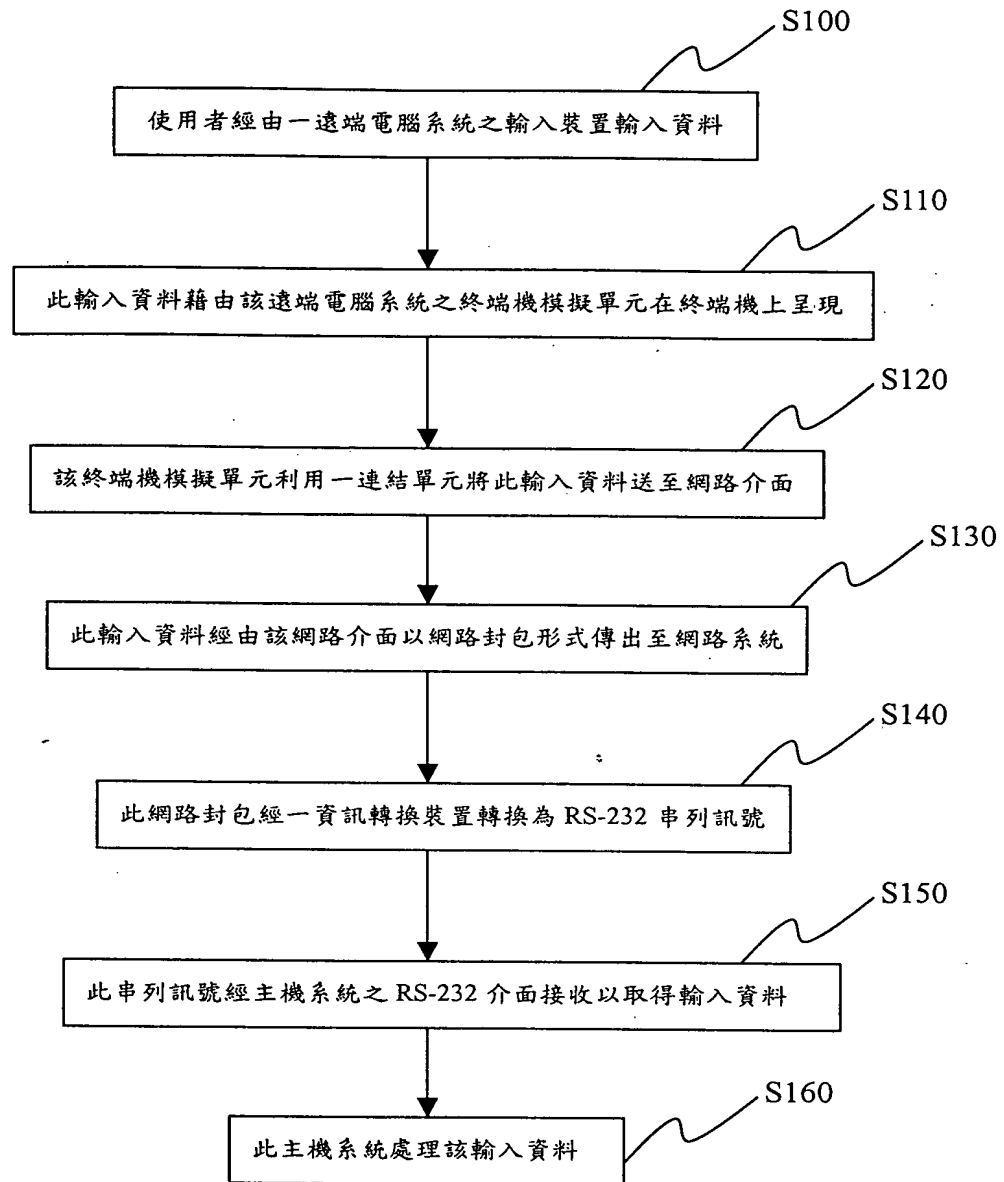 S100
使用者經由一遠端電腦系統之輸入裝置輸入資料
S110
此輸入資料藉由該遠端電腦系統之終端機模擬單元在終端機上呈現
S120
該終端機模擬單元利用一連結單元將此輸入資料送至網路介面
S130
此輸入資料經由該網路介面以網路封包形式傳出至網路系統
S140
此網路封包經一資訊轉換裝置轉換為 RS-232 串列訊號
S150
此串列訊號經主機系統之 RS-232 介面接收以取得輸入資料
S160
此主機系統處理該輸入資料